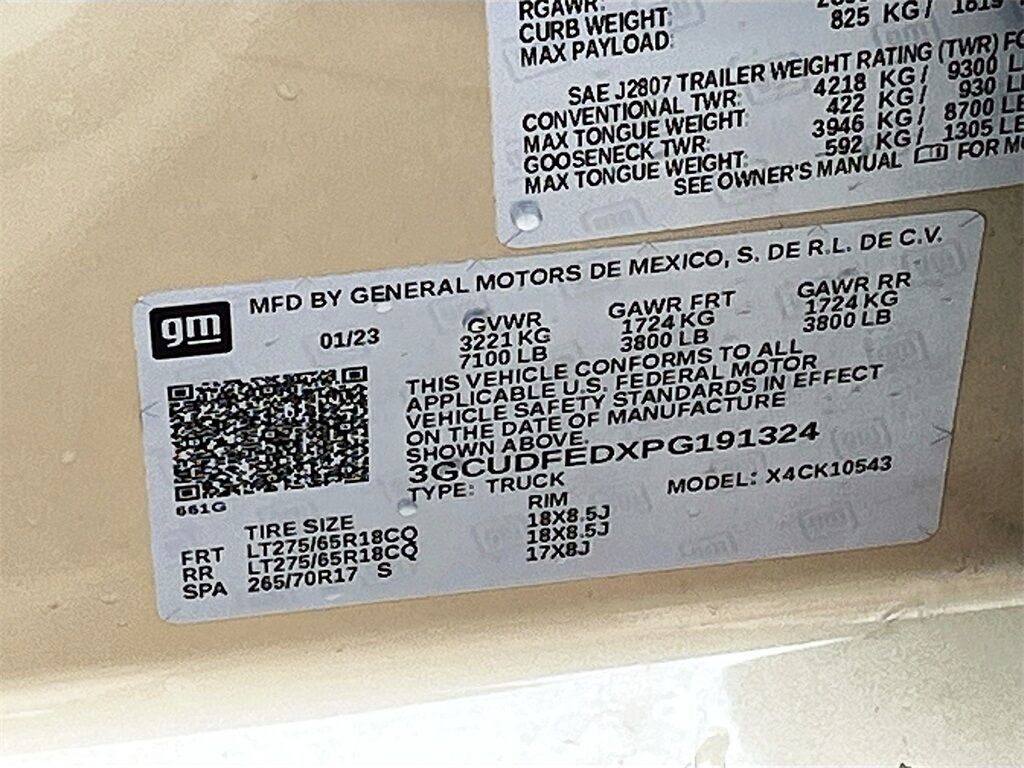 RGAWR:
CURB WEIGHT:
MAX PAYLOAD: 825 KG/ 1819
SAE J2807 TRAILER WEIGHT RATING (TWR)
CONVENTIONAL TWR: 4218 KG/ 9300
MAX TONGUE WEIGHT: 422 KG/ 930
GOOSENECK TWR: 3946 KG/ 8700
MAX TONGUE WEIGHT: 592 KG/ 1305
SEE OWNER'S MANUAL FOR
gm
MFD BY GENERAL MOTORS DE MEXICO, S. DE R.L. DE C.V.
01/23 GVWR GAWR FRT GAWR RR
3221 KG 1724 KG 1724 KG
7100 LB 3800 LB 3800 LB
THIS VEHICLE CONFORMS TO ALL
APPLICABLE U.S. FEDERAL MOTOR
VEHICLE SAFETY STANDARDS IN EFFECT
ON THE DATE OF MANUFACTURE
SHOWN ABOVE.
3GCUDFEDXPG191324
TYPE: TRUCK MODEL: X4CK10543
661G
TIRE SIZE RIM
FRT LT275/65R18CQ 18X8.5J
RR LT275/65R18CQ 18X8.5J
SPA 265/70R17 S 17X8J